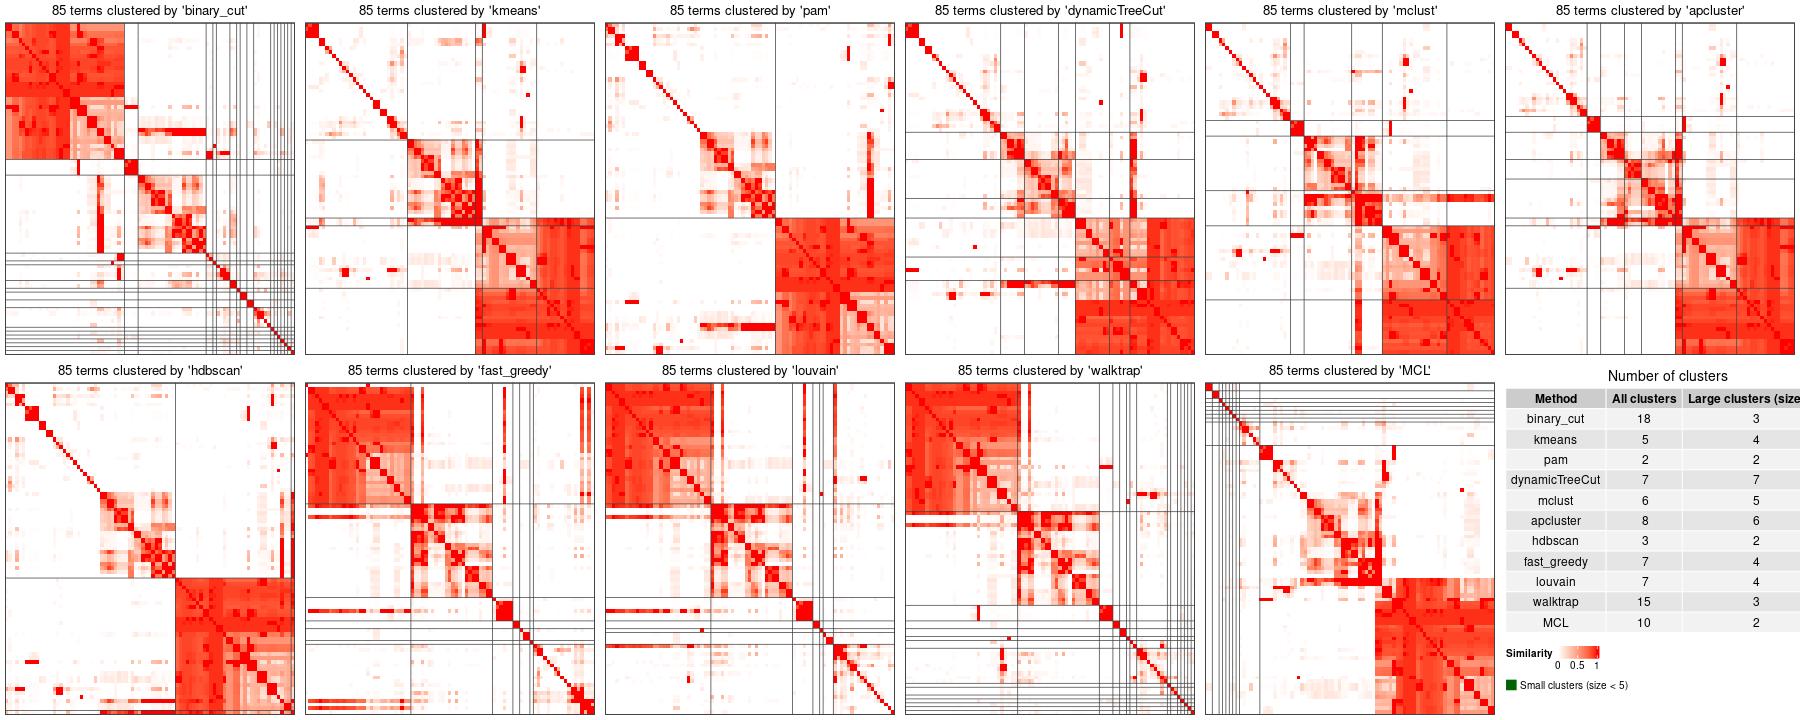 85 terms clustered by 'binary_cut'
85 terms clustered by 'kmeans'
85 terms clustered by 'pam'
85 terms clustered by 'dynamicTreeCut'
85 terms clustered by 'mclust'
85 terms clustered by 'apcluster'
85 terms clustered by 'hdbscan'
85 terms clustered by 'fast_greedy'
85 terms clustered by 'louvain'
85 terms clustered by 'walktrap'
85 terms clustered by 'MCL'
Number of clusters
Method All clusters Large clusters (size
binary_cut 18 3
kmeans 5 4
pam 2 2
dynamicTreeCut 7 7
mclust 6 5
apcluster 8 6
hdbscan 3 2
fast_greedy 7 4
louvain 7 4
walktrap 15 3
MCL 10 2
Similarity
0 0.5 1
Small clusters (size < 5)